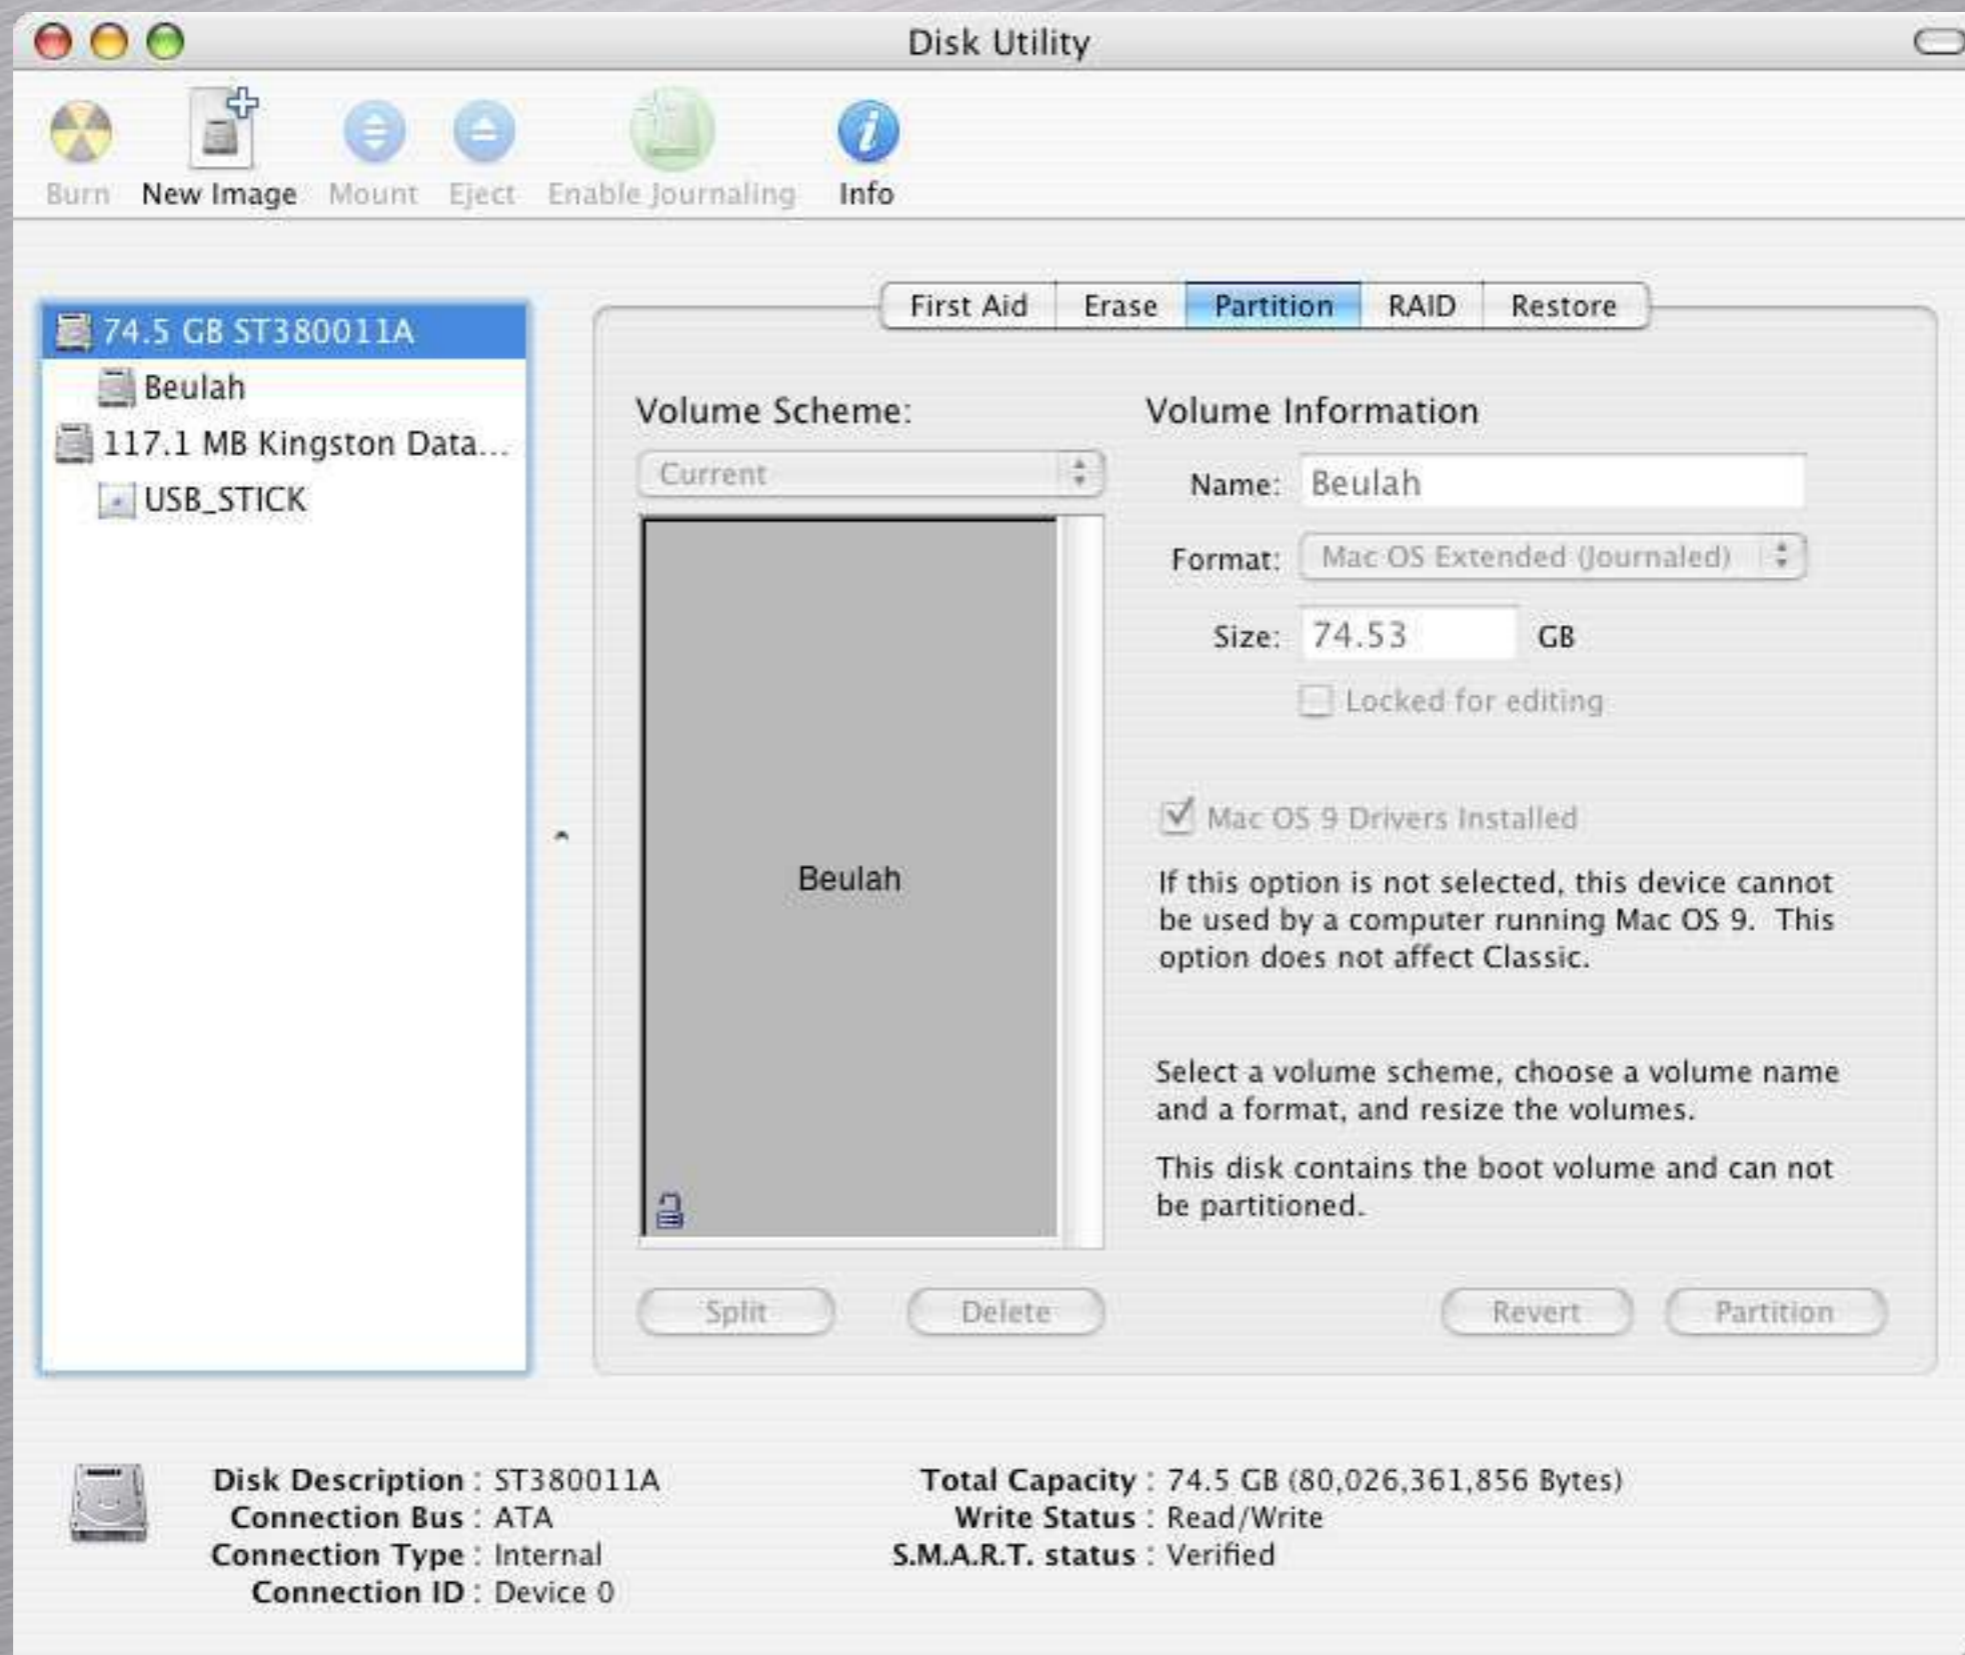 Disk Utility
Burn New Image Mount Eject Enable Journaling Info
74.5 GB ST380011A
Beulah
117.1 MB Kingston Data...
USB_STICK
First Aid Erase Partition RAID Restore
Volume Scheme:
Current
Beulah
Split Delete
Volume Information
Name: Beulah
Format: Mac OS Extended (Journaled)
Size: 74.53 GB
Locked for editing
Mac OS 9 Drivers Installed
If this option is not selected, this device cannot
be used by a computer running Mac OS 9. This
option does not affect Classic.
Select a volume scheme, choose a volume name
and a format, and resize the volumes.
This disk contains the boot volume and can not
be partitioned.
Revert Partition
Disk Description : ST380011A
Connection Bus : ATA
Connection Type : Internal
Connection ID : Device 0
Total Capacity : 74.5 GB (80,026,361,856 Bytes)
Write Status : Read/Write
S.M.A.R.T. status : Verified